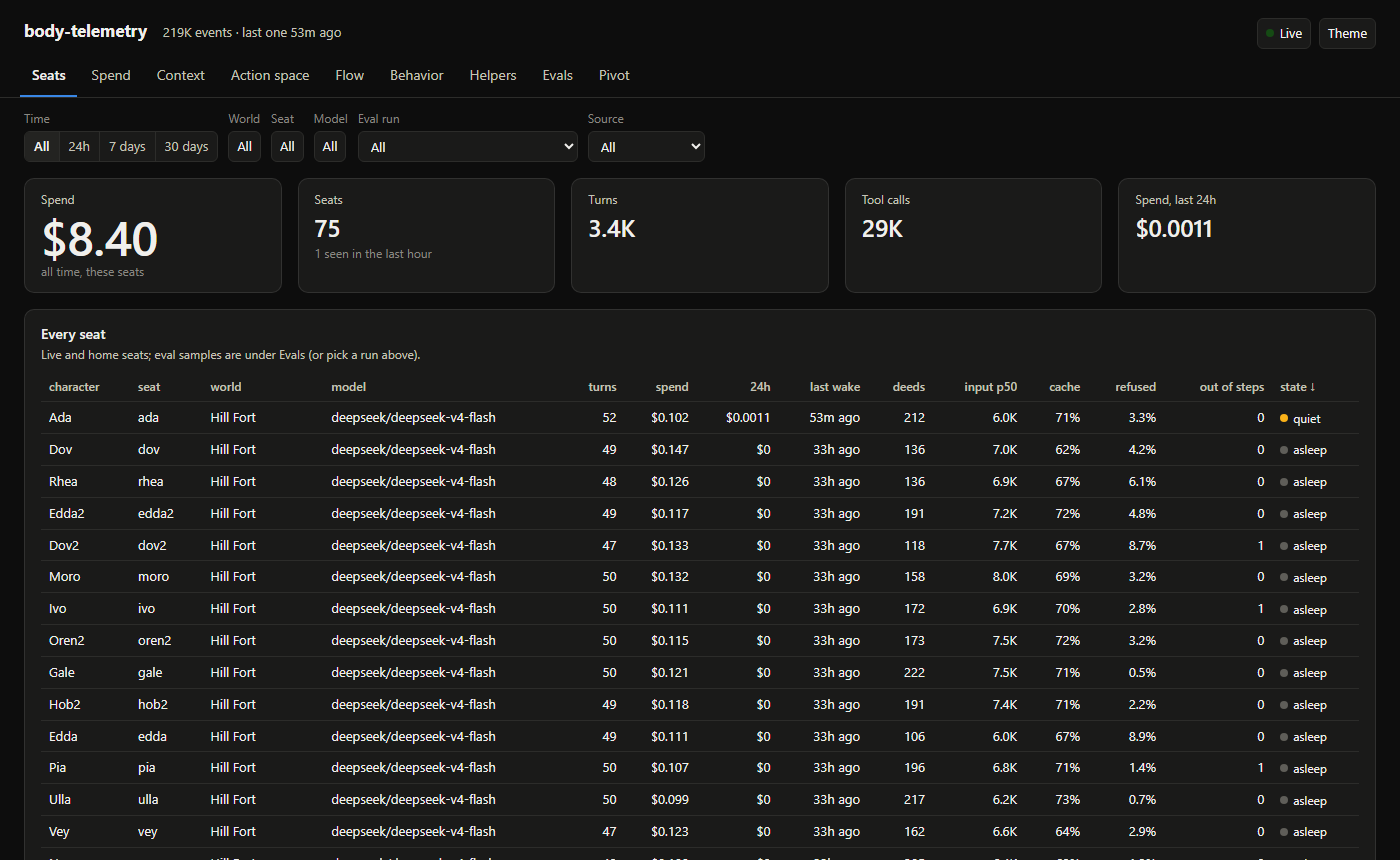 body-telemetry 219K events · last one 53m ago Live Theme
Seats Spend Context Action space Flow Behavior Helpers Evals Pivot
Time World Seat Model Eval run Source
All 24h 7 days 30 days All All All All All
Spend Seats Turns Tool calls Spend, last 24h
$8.40 75 3.4K 29K $0.0011
all time, these seats 1 seen in the last hour
Every seat
Live and home seats; eval samples are under Evals (or pick a run above).
character seat world model turns spend 24h last wake deeds input p50 cache refused out of steps state ↓
Ada ada Hill Fort deepseek/deepseek-v4-flash 52 $0.102 $0.0011 53m ago 212 6.0K 71% 3.3% 0 quiet
Dov dov Hill Fort deepseek/deepseek-v4-flash 49 $0.147 $0 33h ago 136 7.0K 62% 4.2% 0 asleep
Rhea rhea Hill Fort deepseek/deepseek-v4-flash 48 $0.126 $0 33h ago 136 6.9K 67% 6.1% 0 asleep
Edda2 edda2 Hill Fort deepseek/deepseek-v4-flash 49 $0.117 $0 33h ago 191 7.2K 72% 4.8% 0 asleep
Dov2 dov2 Hill Fort deepseek/deepseek-v4-flash 47 $0.133 $0 33h ago 118 7.7K 67% 8.7% 1 asleep
Moro moro Hill Fort deepseek/deepseek-v4-flash 50 $0.132 $0 33h ago 158 8.0K 69% 3.2% 0 asleep
Ivo ivo Hill Fort deepseek/deepseek-v4-flash 50 $0.111 $0 33h ago 172 6.9K 70% 2.8% 1 asleep
Oren2 oren2 Hill Fort deepseek/deepseek-v4-flash 50 $0.115 $0 33h ago 173 7.5K 72% 3.2% 0 asleep
Gale gale Hill Fort deepseek/deepseek-v4-flash 50 $0.121 $0 33h ago 222 7.5K 71% 0.5% 0 asleep
Hob2 hob2 Hill Fort deepseek/deepseek-v4-flash 49 $0.118 $0 33h ago 191 7.4K 71% 2.2% 0 asleep
Edda edda Hill Fort deepseek/deepseek-v4-flash 49 $0.111 $0 33h ago 106 6.0K 67% 8.9% 0 asleep
Pia pia Hill Fort deepseek/deepseek-v4-flash 50 $0.107 $0 33h ago 196 6.8K 71% 1.4% 1 asleep
Ulla ulla Hill Fort deepseek/deepseek-v4-flash 50 $0.099 $0 33h ago 217 6.2K 73% 0.7% 0 asleep
Vey vey Hill Fort deepseek/deepseek-v4-flash 47 $0.123 $0 33h ago 162 6.6K 64% 2.9% 0 asleep